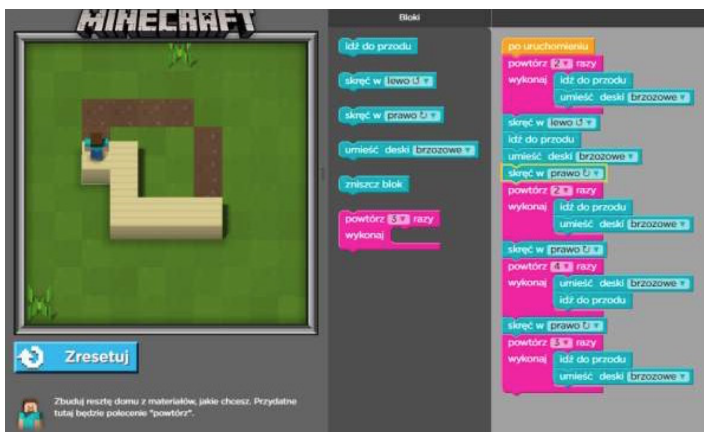 MINECRAFT
Bloki
idź do przodu
skręć w lewo ↺ ▼
skręć w prawo ↻ ▼
umieść deski brzozowe ▼
zniszcz blok
powtórz 3 ▼ razy
wykonaj
po uruchomieniu
powtórz 2 ▼ razy
wykonaj idź do przodu
umieść deski brzozowe ▼
skręć w lewo ↺ ▼
idź do przodu
umieść deski brzozowe ▼
skręć w prawo ↻ ▼
powtórz 2 ▼ razy
wykonaj idź do przodu
umieść deski brzozowe ▼
skręć w prawo ↻ ▼
powtórz 4 ▼ razy
wykonaj umieść deski brzozowe ▼
idź do przodu
skręć w prawo ↻ ▼
powtórz 3 ▼ razy
wykonaj idź do przodu
umieść deski brzozowe ▼
Zresetuj
Zbuduj resztę domu z materiałów, jakie chcesz. Przydatne
tutaj będzie polecenie "powtórz".